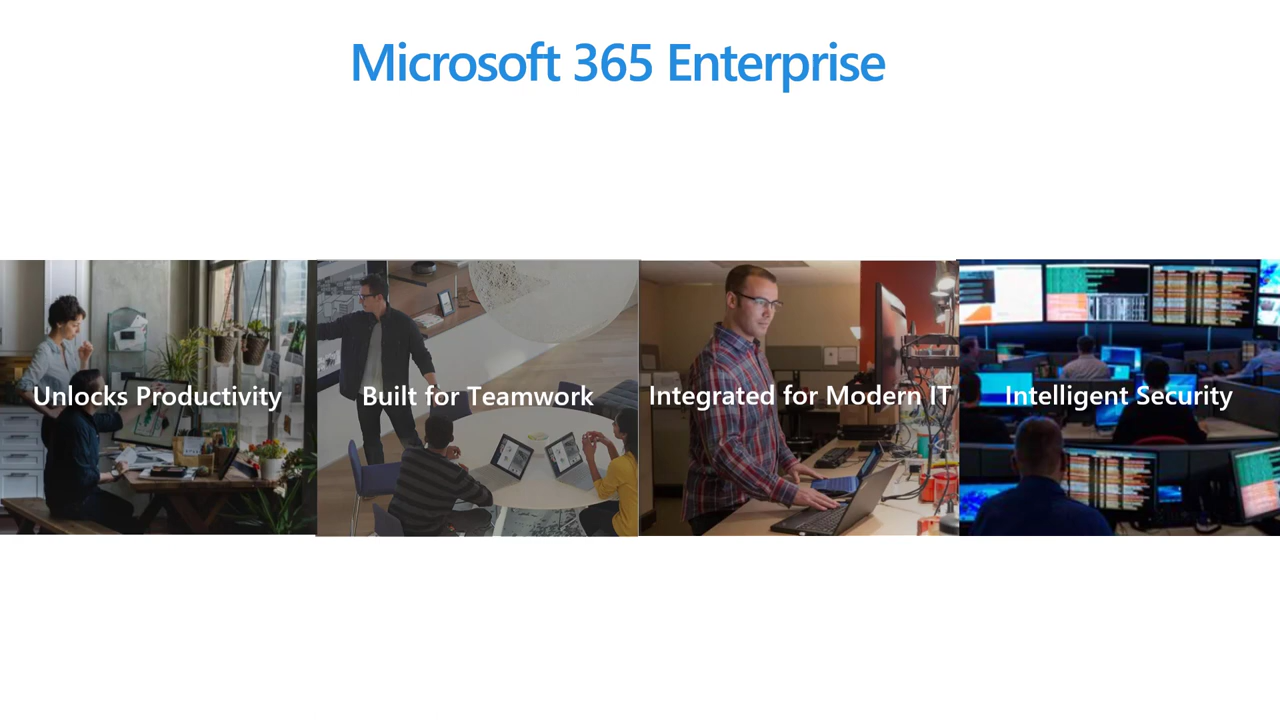 Microsoft 365 Enterprise
Unlocks Productivity
Built for Teamwork
Integrated for Modern IT
Intelligent Security